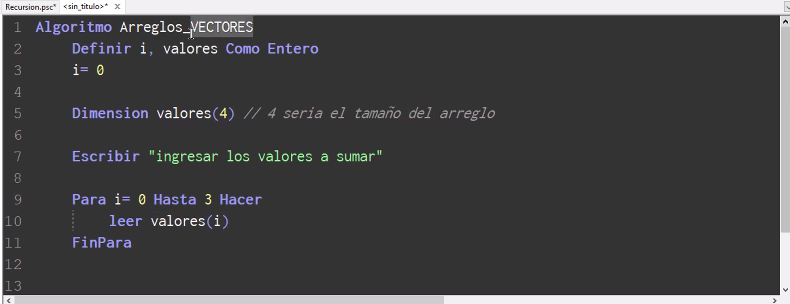 Recursion.psc* <sin_titulo>* ×
1 Algoritmo Arreglos_VECTORES
2 Definir i, valores Como Entero
3 i= 0
4
5 Dimension valores(4) // 4 seria el tamaño del arreglo
6
7 Escribir "ingresar los valores a sumar"
8
9 Para i= 0 Hasta 3 Hacer
10 leer valores(i)
11 FinPara
12
13